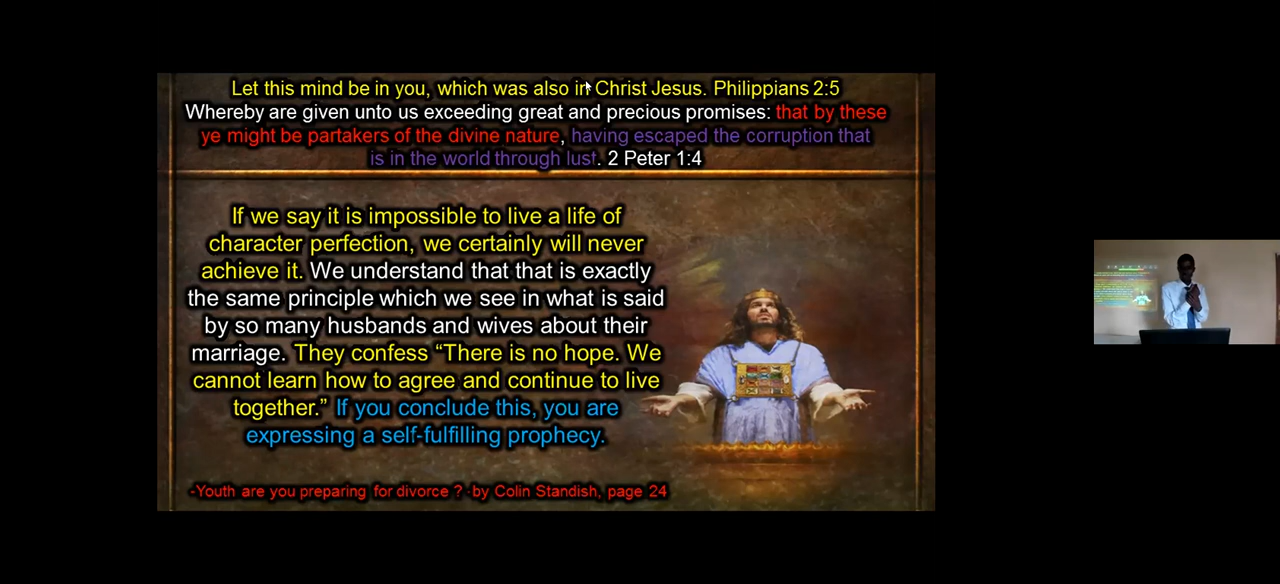 Let this mind be in you, which was also in Christ Jesus. Philippians 2:5
Whereby are given unto us exceeding great and precious promises: that by these
ye might be partakers of the divine nature, having escaped the corruption that
is in the world through lust. 2 Peter 1:4
If we say it is impossible to live a life of
character perfection, we certainly will never
achieve it. We understand that that is exactly
the same principle which we see in what is said
by so many husbands and wives about their
marriage. They confess “There is no hope. We
cannot learn how to agree and continue to live
together.” If you conclude this, you are
expressing a self-fulfilling prophecy.
-Youth are you preparing for divorce ? by Colin Standish, page 24